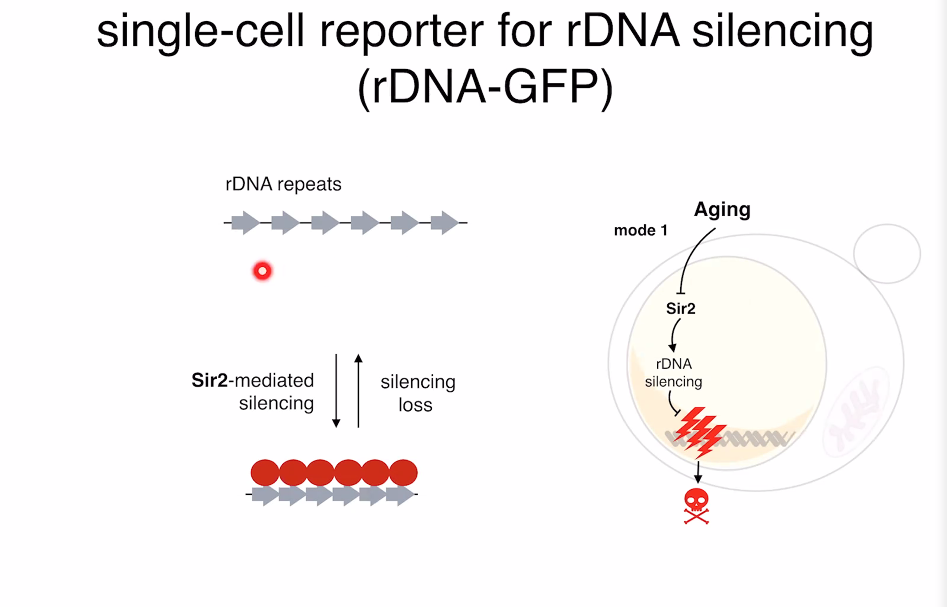 single-cell reporter for rDNA silencing
(rDNA-GFP)
rDNA repeats
Sir2-mediated
silencing
silencing
loss
Aging
mode 1
Sir2
rDNA
silencing